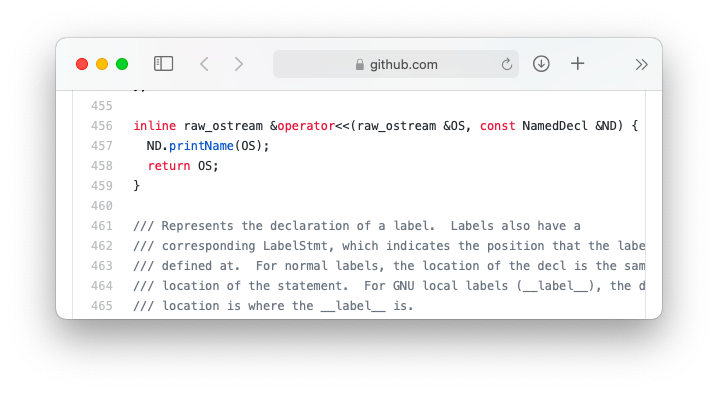 github.com
455
456 inline raw_ostream &operator<<(raw_ostream &OS, const NamedDecl &ND) {
457   ND.printName(OS);
458   return OS;
459 }
460
461 /// Represents the declaration of a label.  Labels also have a
462 /// corresponding LabelStmt, which indicates the position that the labe
463 /// defined at.  For normal labels, the location of the decl is the sam
464 /// location of the statement.  For GNU local labels (__label__), the d
465 /// location is where the __label__ is.